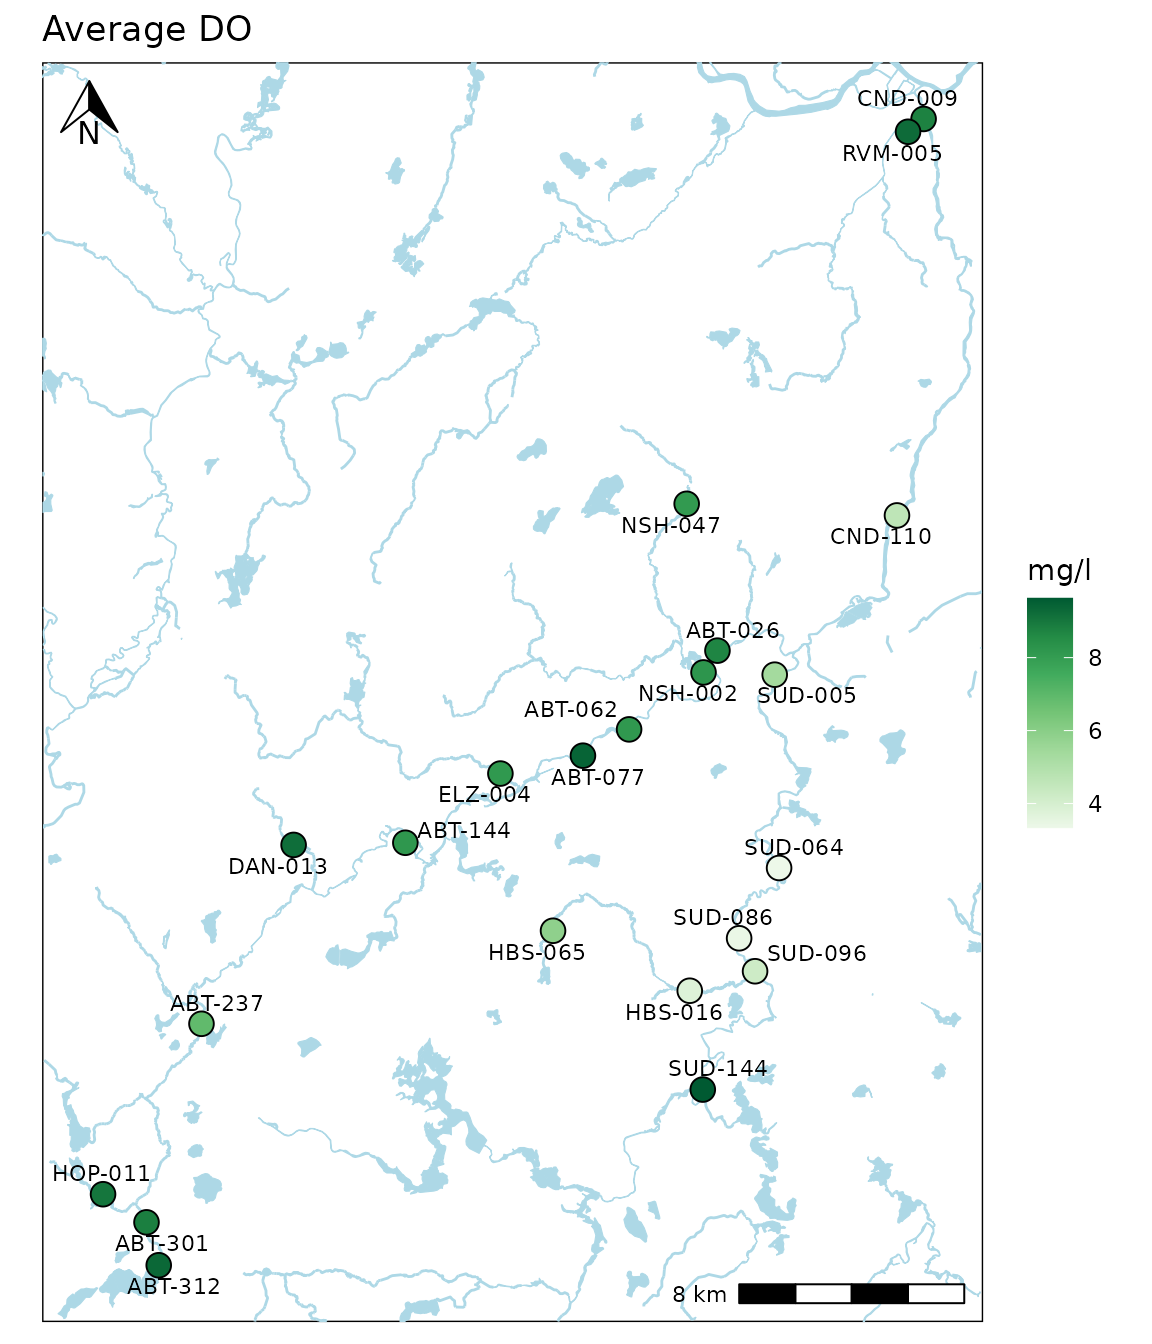 Average DO
N
CND-009
RVM-005
NSH-047
CND-110
mg/l
ABT-026
8
NSH-002
SUD-005
ABT-062
6
ABT-077
ELZ-004
4
ABT-144
SUD-064
DAN-013
SUD-086
HBS-065
SUD-096
ABT-237
HBS-016
SUD-144
HOP-011
ABT-301
ABT-312
8 km